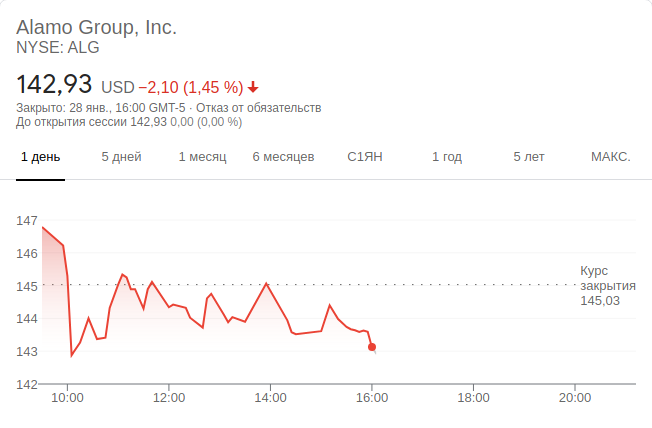 Alamo Group, Inc.
NYSE: ALG
142,93 USD −2,10 (1,45 %)
Закрыто: 28 янв., 16:00 GMT-5 · Отказ от обязательств
До открытия сессии 142,93 0,00 (0,00 %)
1 день 5 дней 1 месяц 6 месяцев С1ЯН 1 год 5 лет МАКС.
147
146
145
144
143
142
Курс
закрытия
145,03
10:00 12:00 14:00 16:00 18:00 20:00